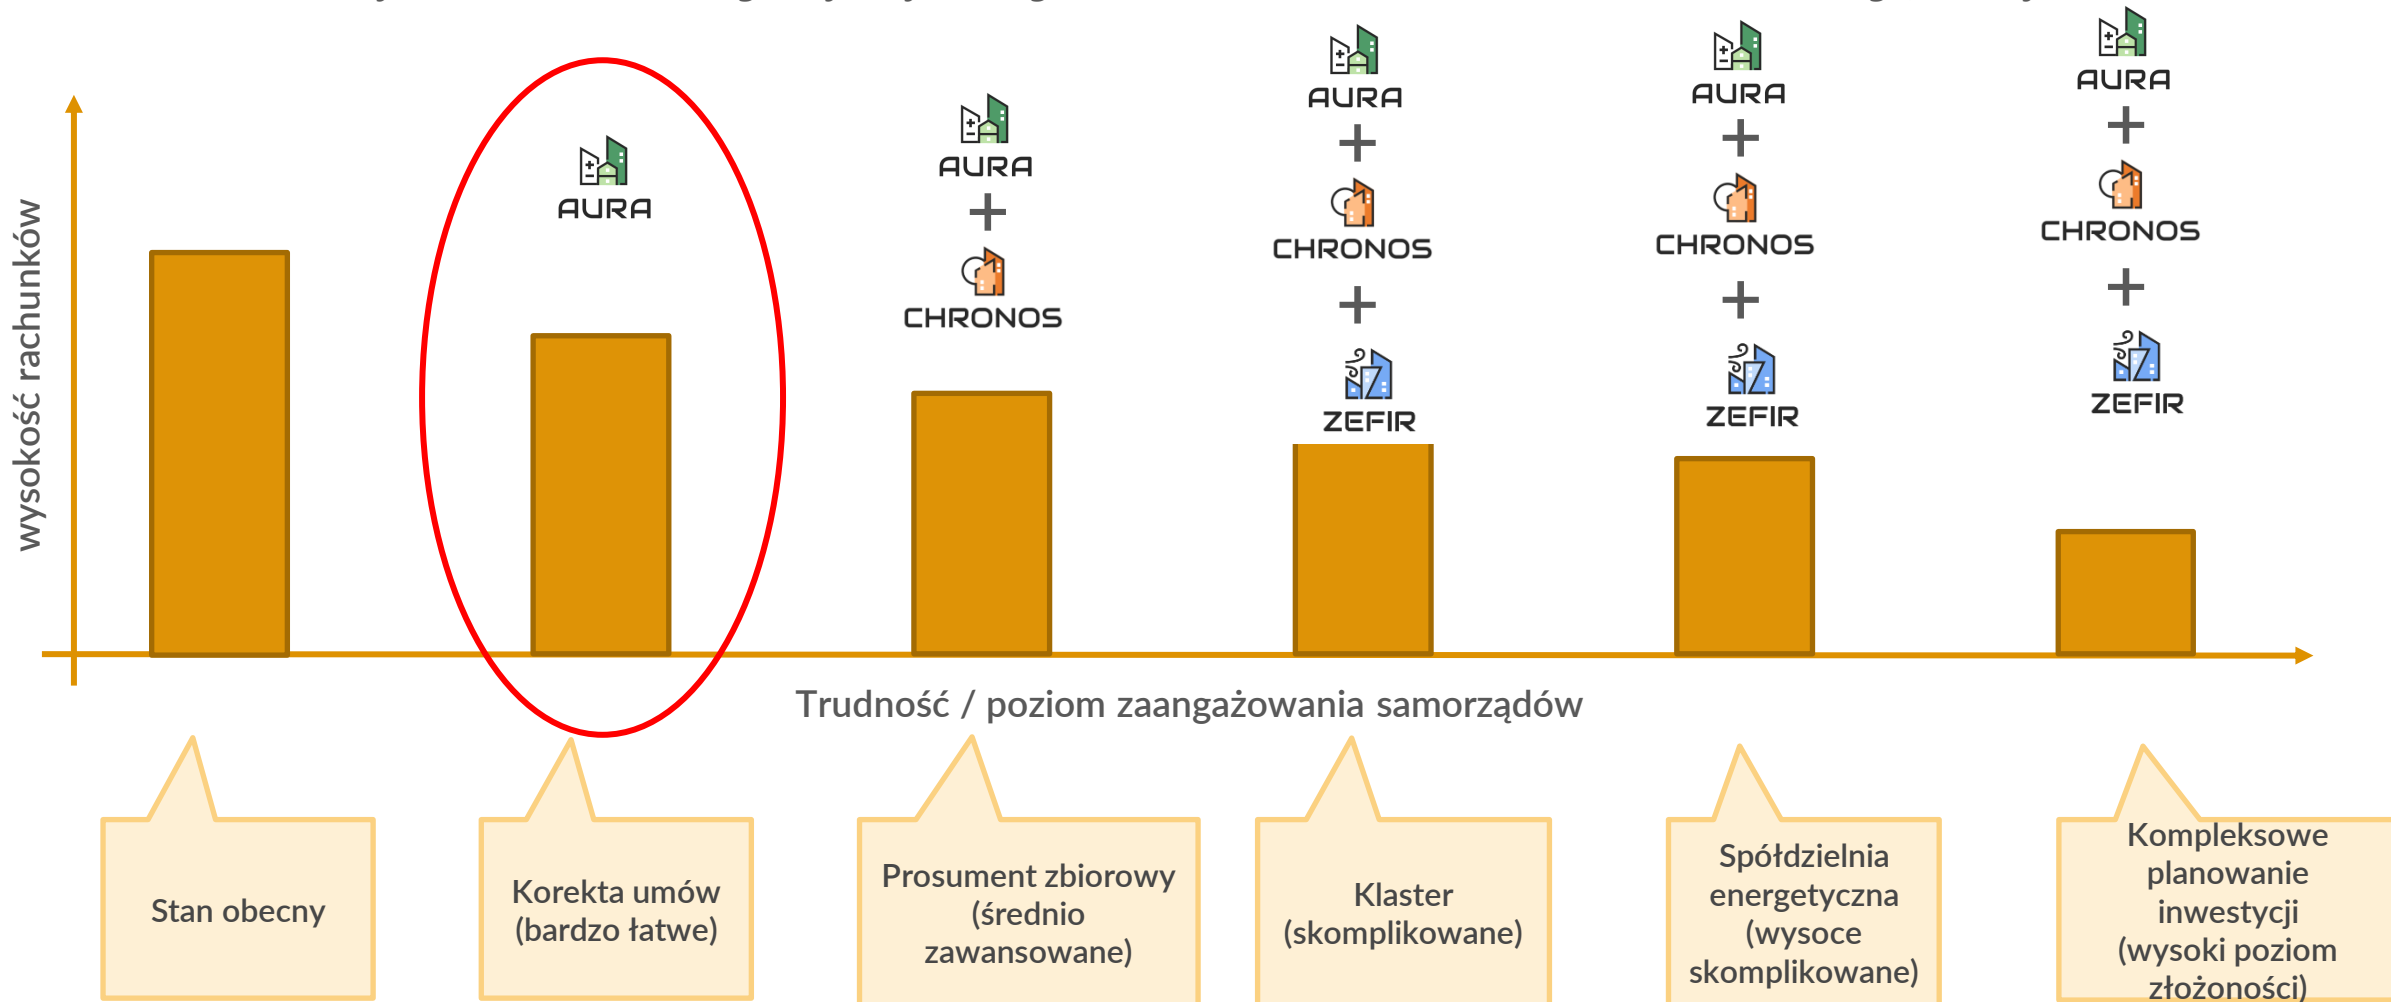 wysokość rachunków
AURA
AURA
+
CHRONOS
AURA
+
CHRONOS
+
ZEFIR
AURA
+
CHRONOS
+
ZEFIR
AURA
+
CHRONOS
+
ZEFIR
Trudność / poziom zaangażowania samorządów
Stan obecny
Korekta umów
(bardzo łatwe)
Prosument zbiorowy
(średnio
zawansowane)
Klaster
(skomplikowane)
Spółdzielnia
energetyczna
(wysoce
skomplikowane)
Kompleksowe
planowanie
inwestycji
(wysoki poziom
złożoności)